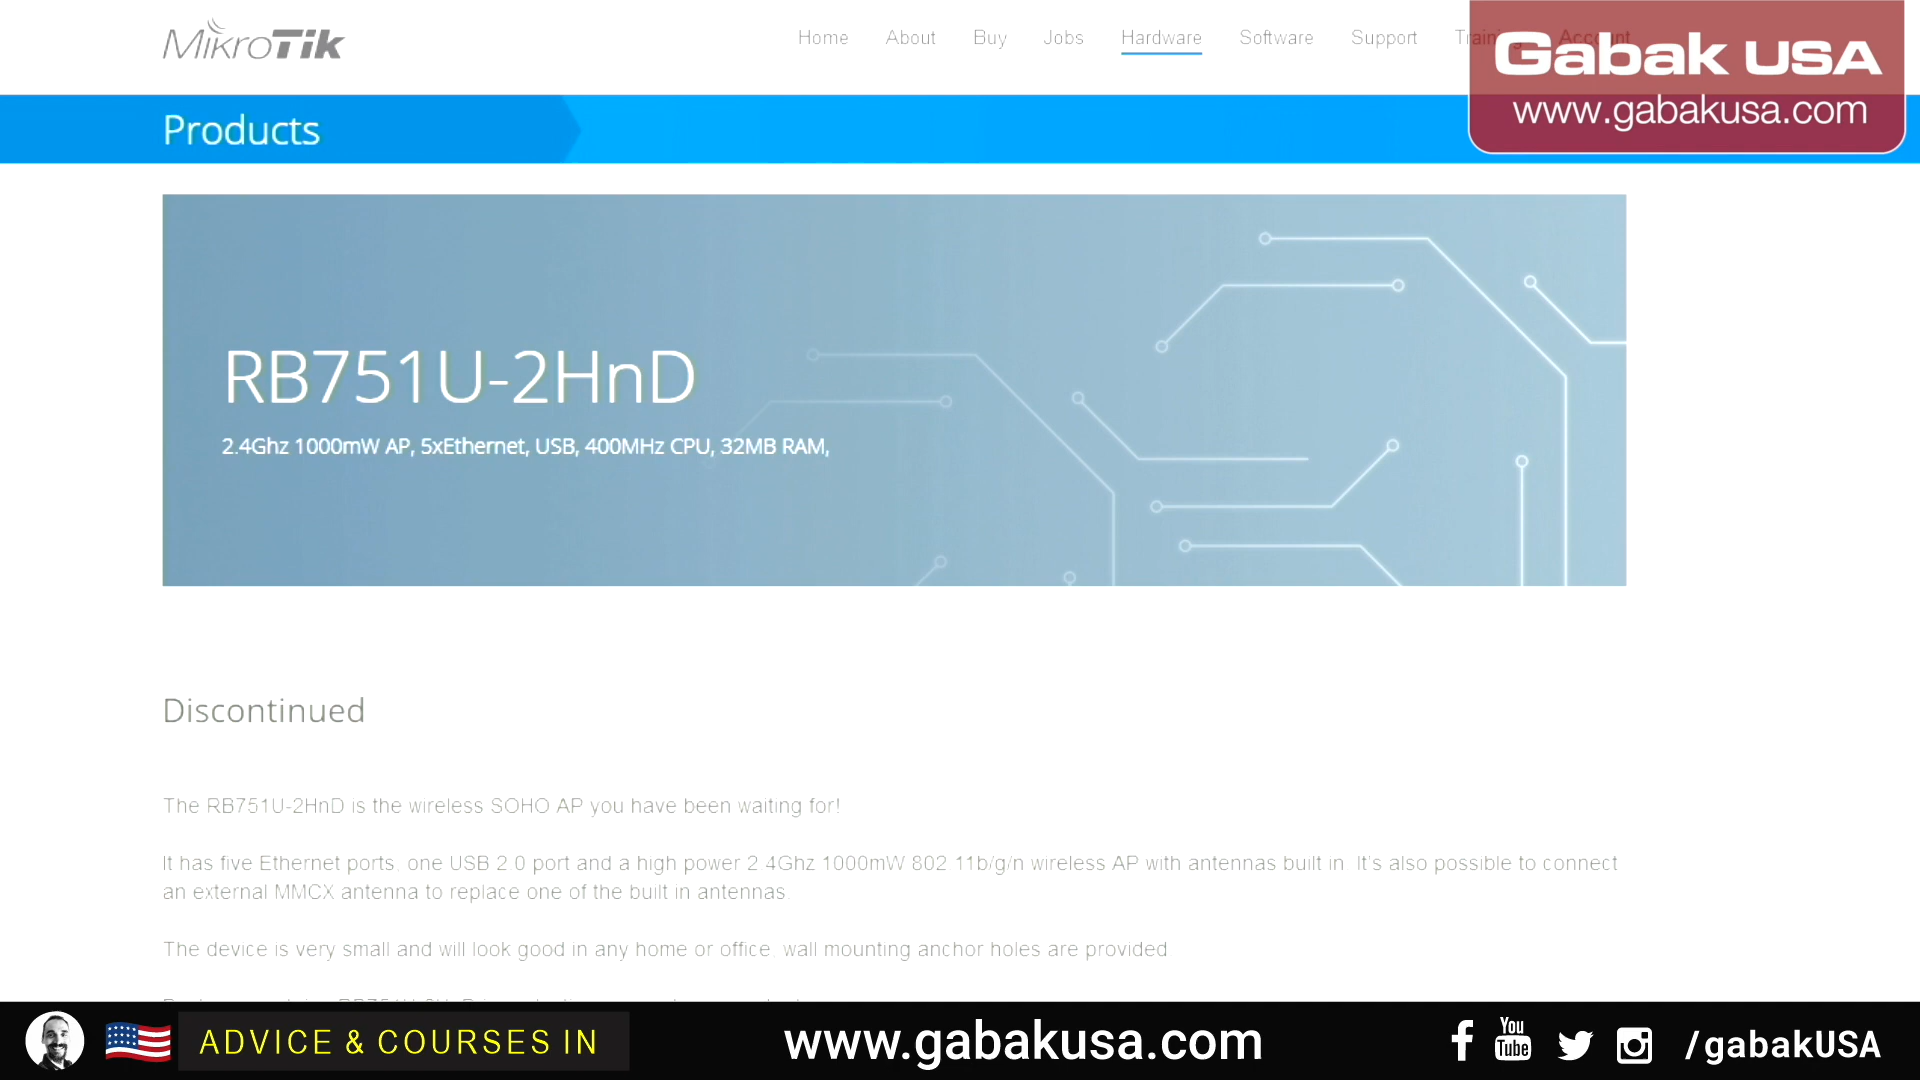 MikroTik
Home About Buy Jobs Hardware Software Support Training Account
Gabak USA
www.gabakusa.com
Products
RB751U-2HnD
2.4Ghz 1000mW AP, 5xEthernet, USB, 400MHz CPU, 32MB RAM,
Discontinued
The RB751U-2HnD is the wireless SOHO AP you have been waiting for!
It has five Ethernet ports, one USB 2.0 port and a high power 2.4Ghz 1000mW 802.11b/g/n wireless AP with antennas built in. It's also possible to connect
an external MMCX antenna to replace one of the built in antennas.
The device is very small and will look good in any home or office, wall mounting anchor holes are provided
ADVICE & COURSES IN
www.gabakusa.com
You
Tube
/gabakUSA